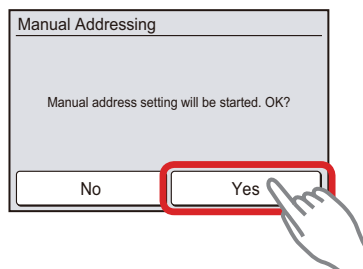 Manual Addressing
Manual address setting will be started. OK?
No
Yes